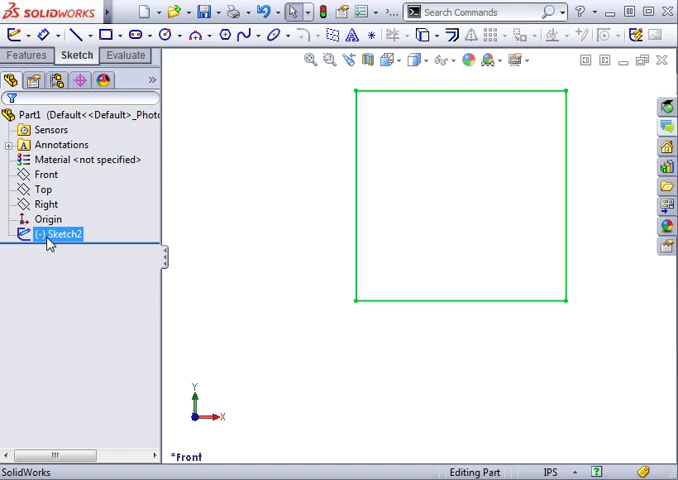 SOLIDWORKS
Search Commands
Features
Sketch
Evaluate
Part1 (Default<<Default>_Photo
Sensors
Annotations
Material <not specified>
Front
Top
Right
Origin
(-) Sketch2
Y
X
*Front
SolidWorks
Editing Part
IPS